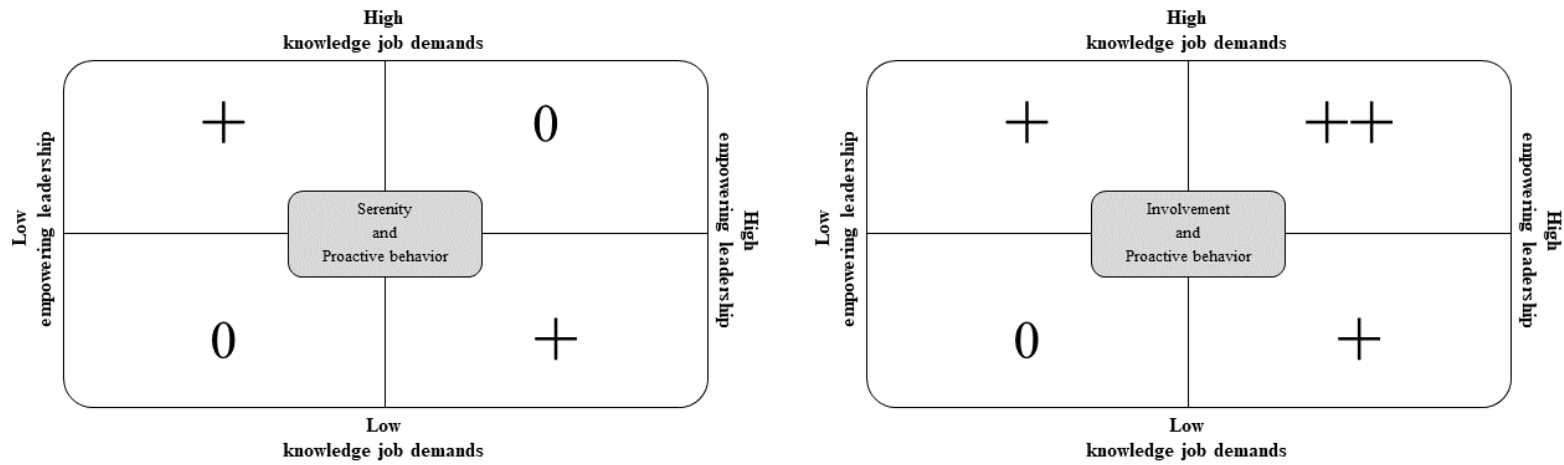 High
knowledge job demands
Low
empowering leadership
+
0
Serenity
and
Proactive behavior
0
+
High
empowering leadership
Low
knowledge job demands
High
knowledge job demands
Low
empowering leadership
+
++
Involvement
and
Proactive behavior
0
+
High
empowering leadership
Low
knowledge job demands